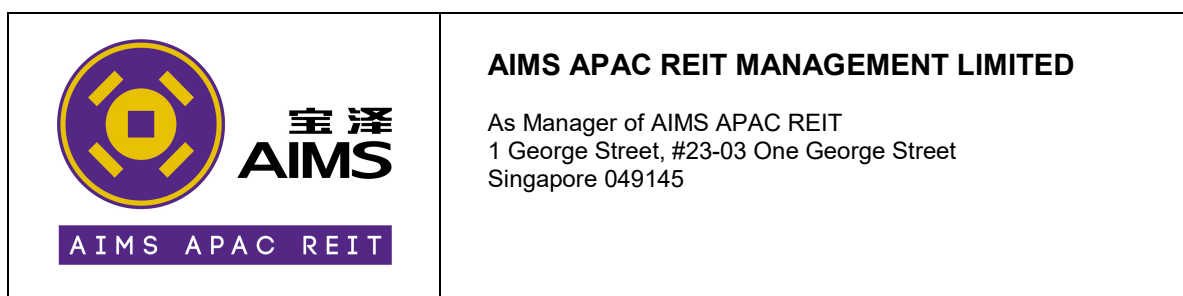 宝泽
AIMS
AIMS APAC REIT
AIMS APAC REIT MANAGEMENT LIMITED
As Manager of AIMS APAC REIT
1 George Street, #23-03 One George Street
Singapore 049145